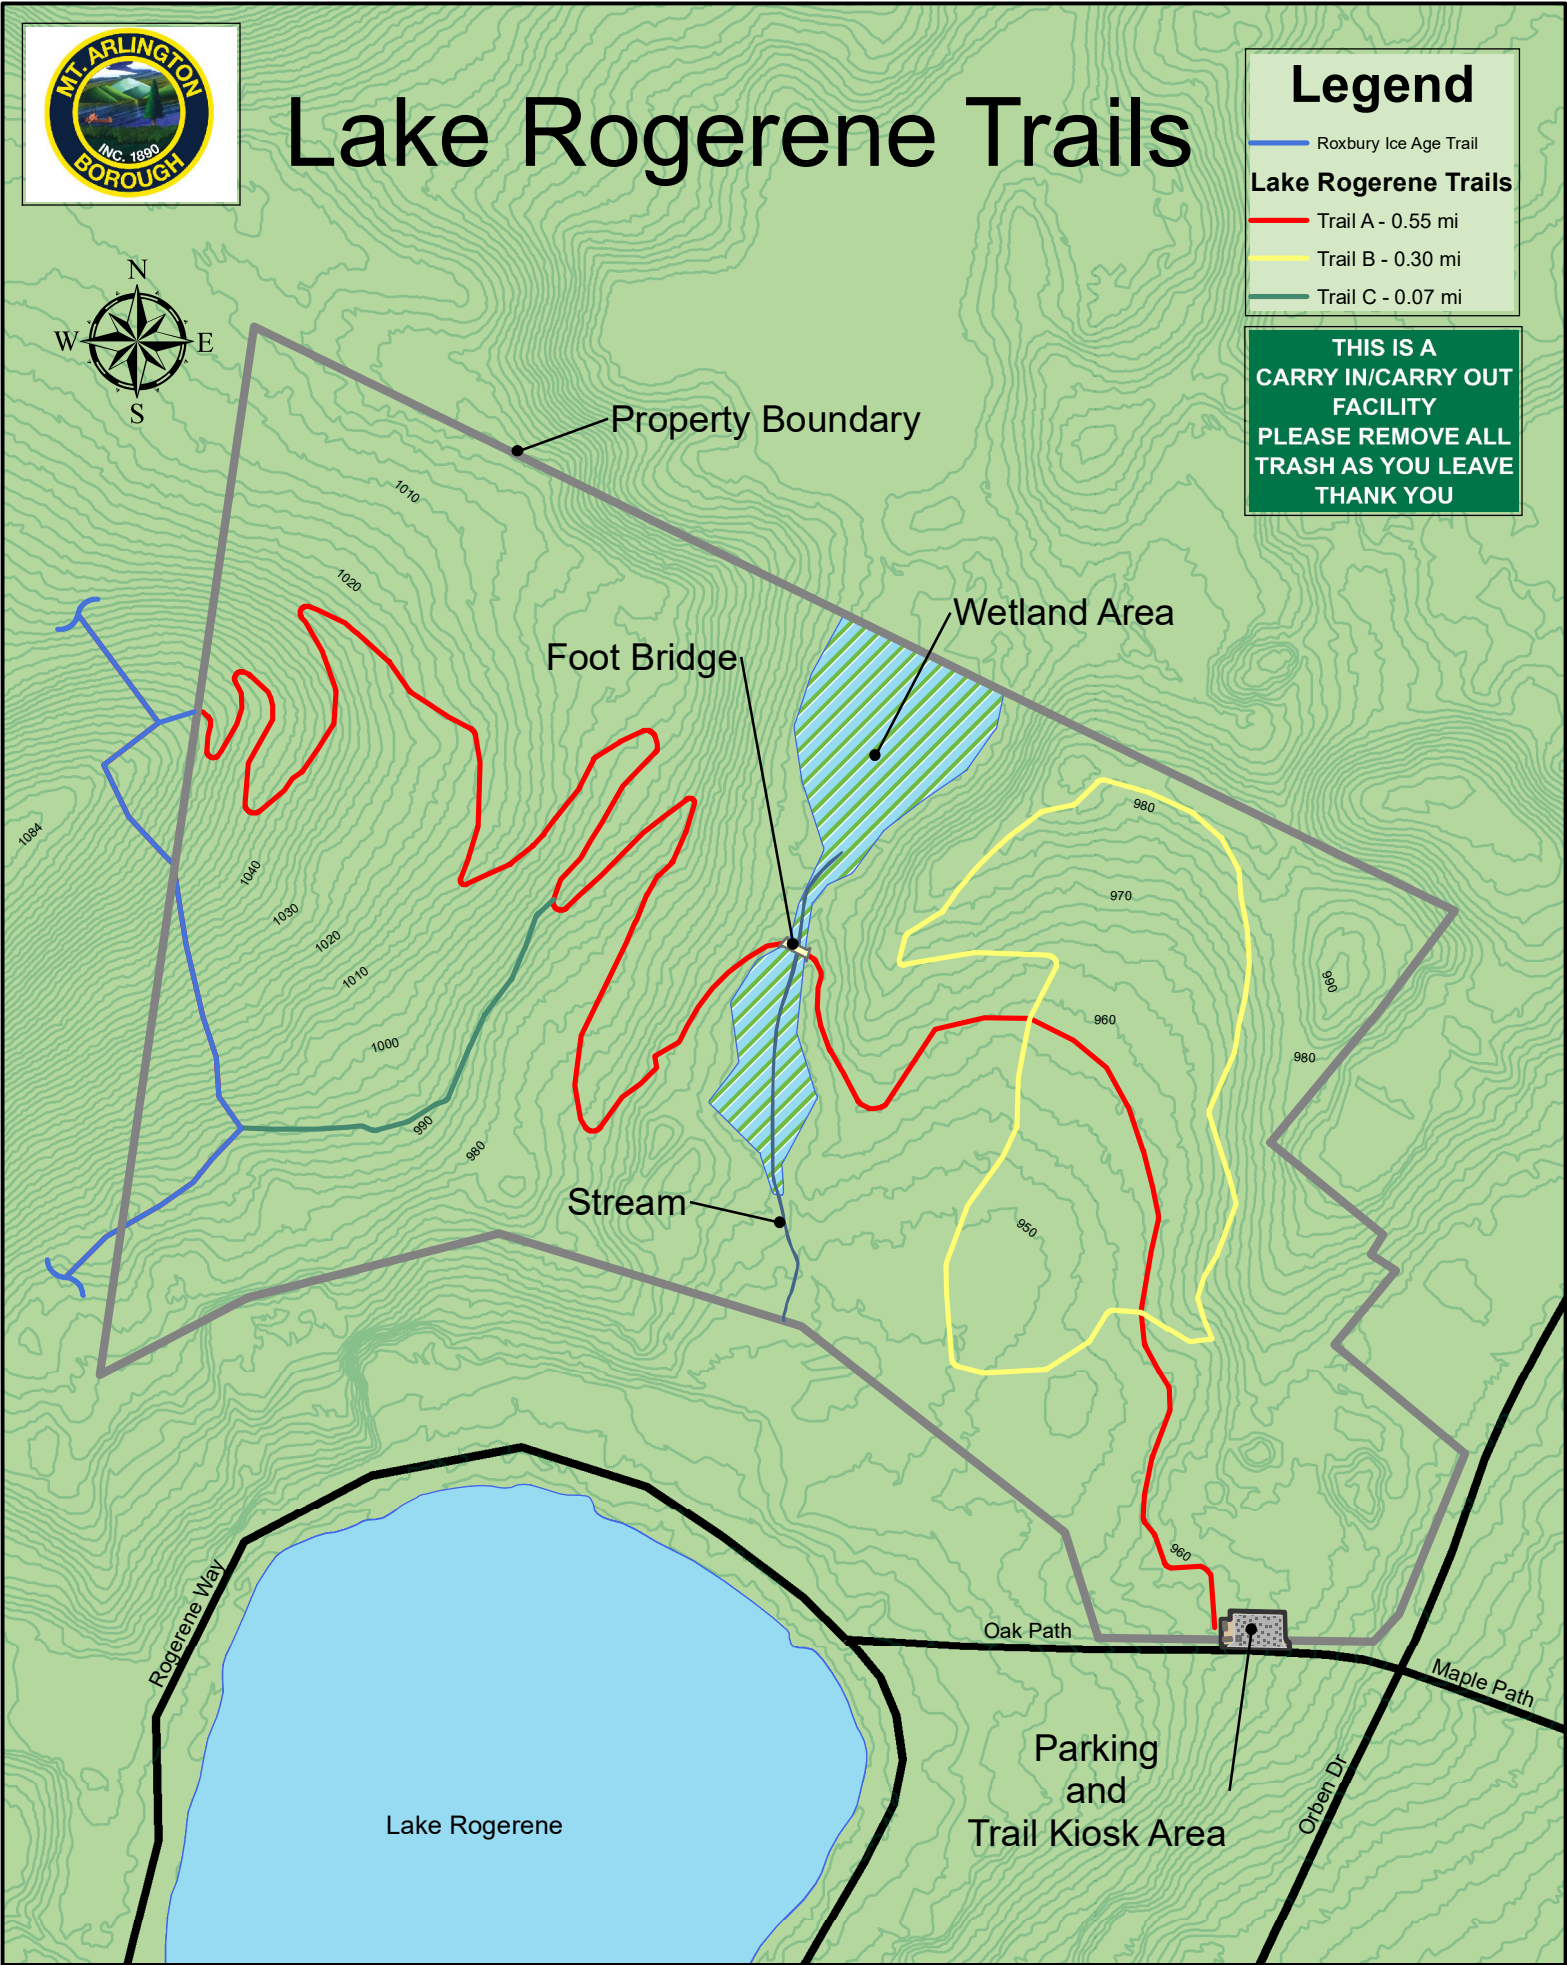 MT. ARLINGTON
INC. 1890
BOROUGH
Lake Rogerene Trails
Legend
Roxbury Ice Age Trail
Lake Rogerene Trails
Trail A - 0.55 mi
Trail B - 0.30 mi
Trail C - 0.07 mi
THIS IS A
CARRY IN/CARRY OUT
FACILITY
PLEASE REMOVE ALL
TRASH AS YOU LEAVE
THANK YOU
N
W
E
S
Property Boundary
1010
1020
Wetland Area
Foot Bridge
980
1084
1040
970
1030
1020
1010
990
960
1000
980
990
980
Stream
950
960
Rogerene Way
Oak Path
Maple Path
Parking
and
Trail Kiosk Area
Orben Dr
Lake Rogerene